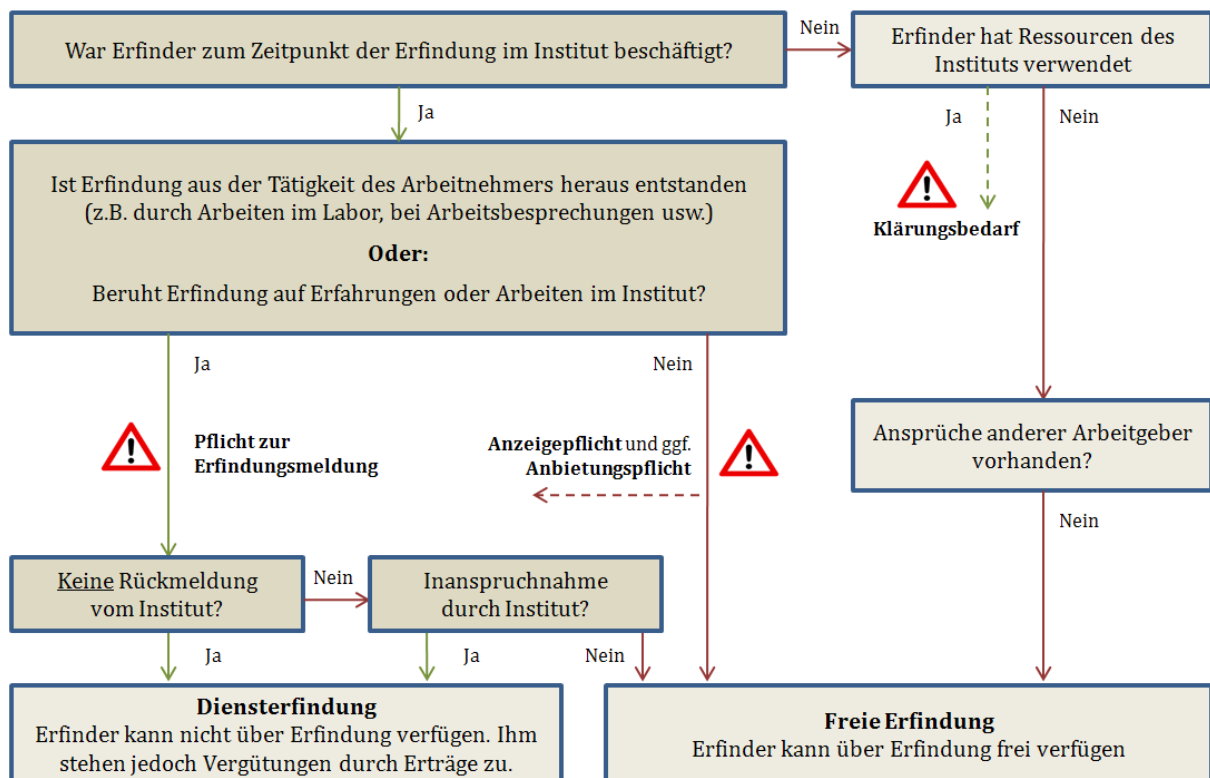 War Erfinder zum Zeitpunkt der Erfindung im Institut beschäftigt?
Nein
Erfinder hat Ressourcen des
Instituts verwendet
Ja
Ja
Nein
Ist Erfindung aus der Tätigkeit des Arbeitnehmers heraus entstanden
(z.B. durch Arbeiten im Labor, bei Arbeitsbesprechungen usw.)
Oder:
Beruht Erfindung auf Erfahrungen oder Arbeiten im Institut?
Klärungsbedarf
Ja
Nein
Pflicht zur
Erfindungsmeldung
Anzeigepflicht und ggf.
Anbietungspflicht
Ansprüche anderer Arbeitgeber
vorhanden?
Nein
Keine Rückmeldung
vom Institut?
Nein
Inanspruchnahme
durch Institut?
Ja
Ja
Nein
Diensterfindung
Erfinder kann nicht über Erfindung verfügen. Ihm
stehen jedoch Vergütungen durch Erträge zu.
Freie Erfindung
Erfinder kann über Erfindung frei verfügen